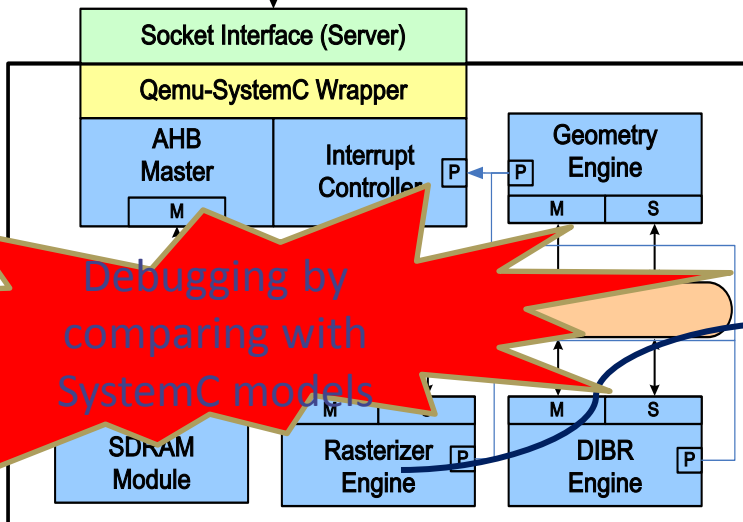 Socket Interface (Server)
Qemu-SystemC Wrapper
AHB
Master
Interrupt
Controller
P
P
Geometry
Engine
M
M
S
Debugging by
comparing with
SystemC models
M
M
S
SDRAM
Module
Rasterizer
Engine
P
DIBR
Engine
P